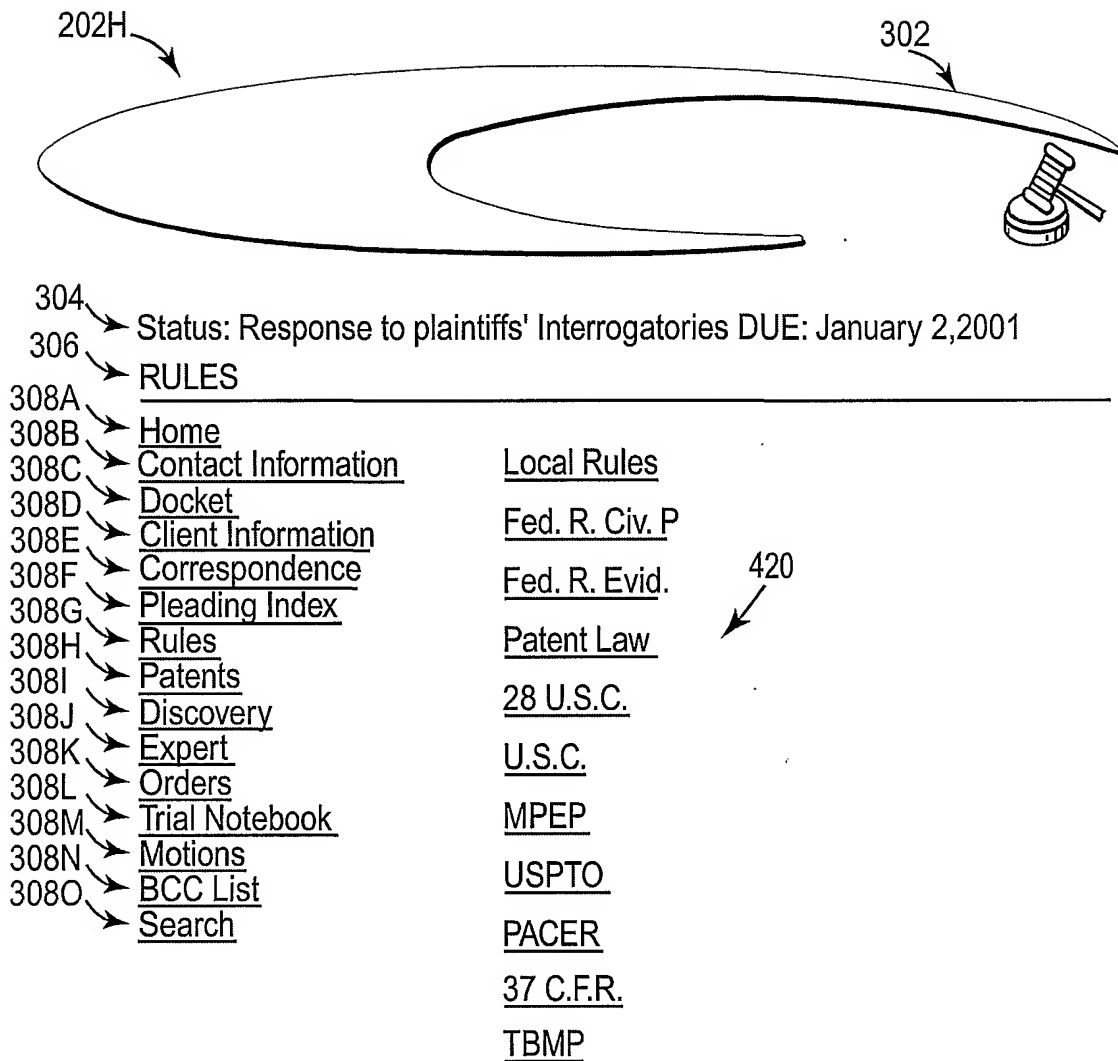 202H
302
304
Status: Response to plaintiffs' Interrogatories DUE: January 2,2001
306
RULES
308A
Home
308B
Contact Information
308C
Docket
308D
Client Information
308E
Correspondence
308F
Pleading Index
308G
Rules
308H
Patents
308I
Discovery
308J
Expert
308K
Orders
308L
Trial Notebook
308M
Motions
308N
BCC List
308O
Search
Local Rules
Fed. R. Civ. P
Fed. R. Evid.
420
Patent Law
28 U.S.C.
U.S.C.
MPEP
USPTO
PACER
37 C.F.R.
TBMP